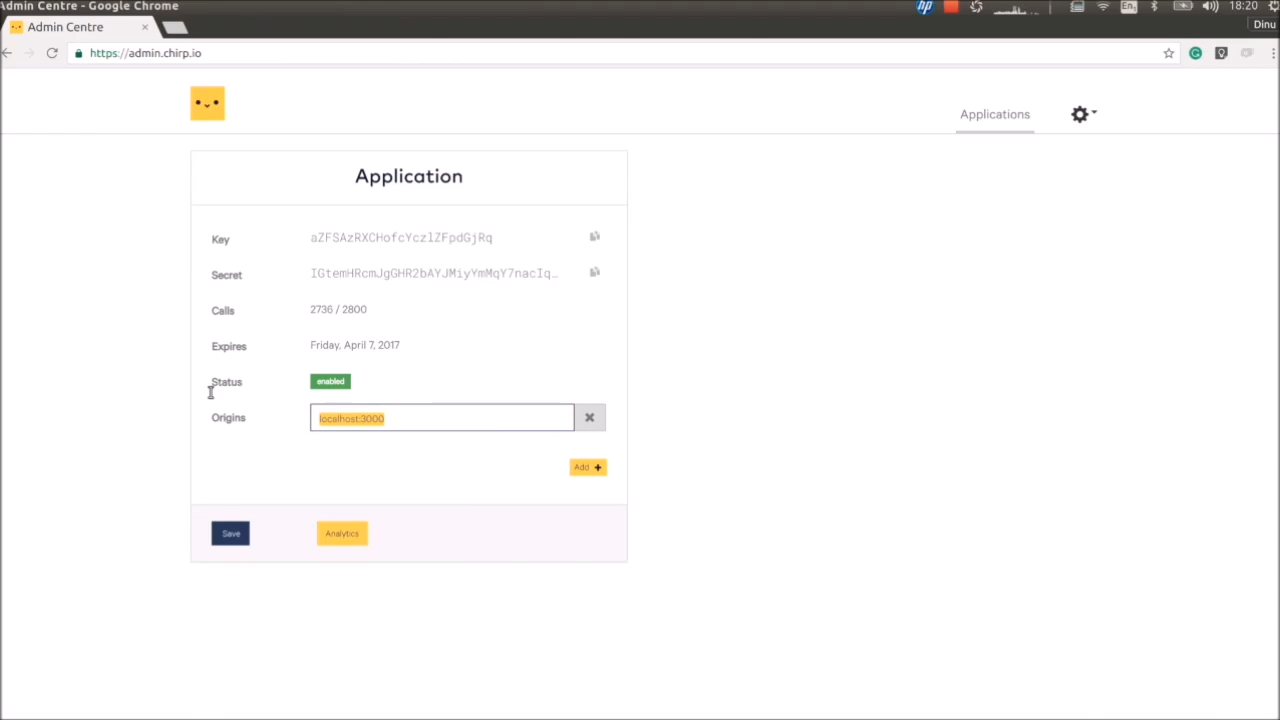 Admin Centre - Google Chrome
En
18:20
Admin Centre
Dinu
https://admin.chirp.io
Applications
Application
Key aZFSAzRXCHofcYczlZFpdGjRq
Secret IGtemHRcmJgGHR2bAYJMiyYmMqY7nacIq…
Calls 2736 / 2800
Expires Friday, April 7, 2017
Status enabled
Origins localhost:3000
Add +
Save Analytics